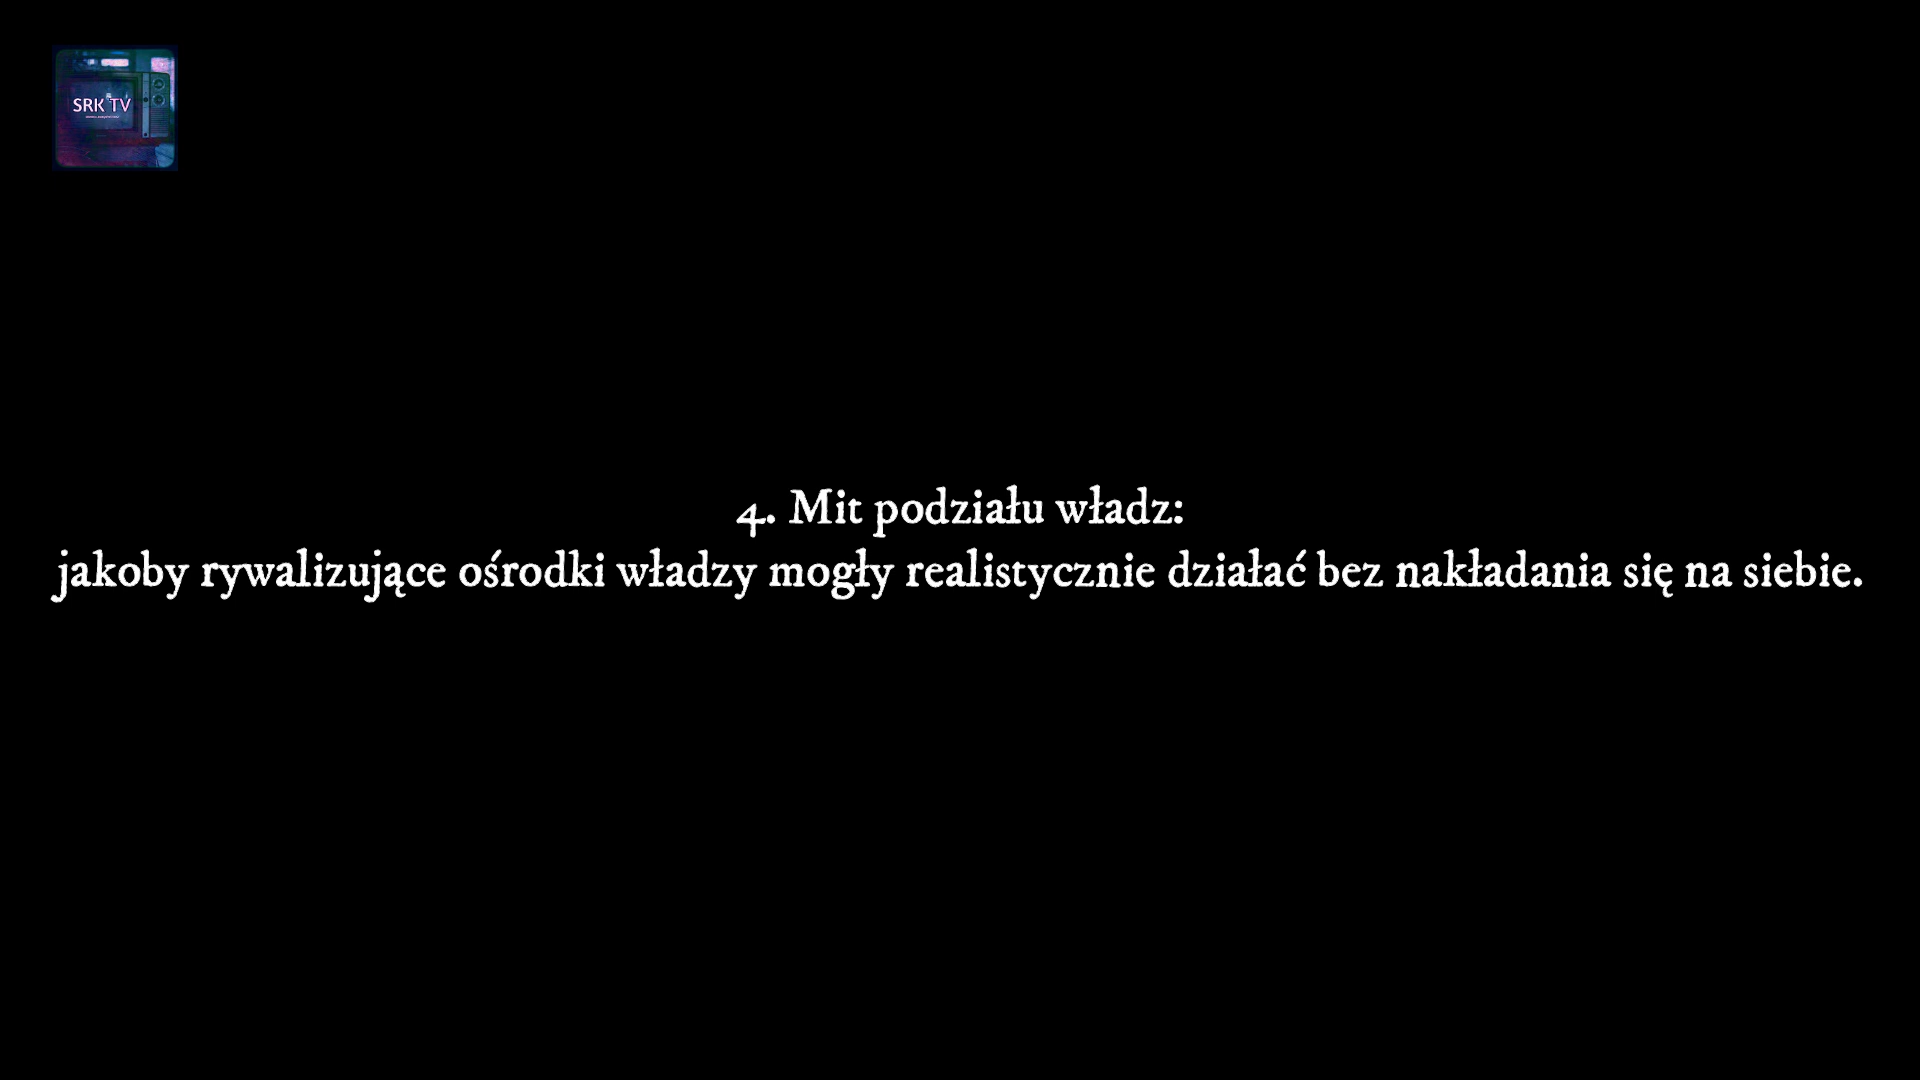 SRK TV
4. Mit podziału władz:
jakoby rywalizujące ośrodki władzy mogły realistycznie działać bez nakładania się na siebie.